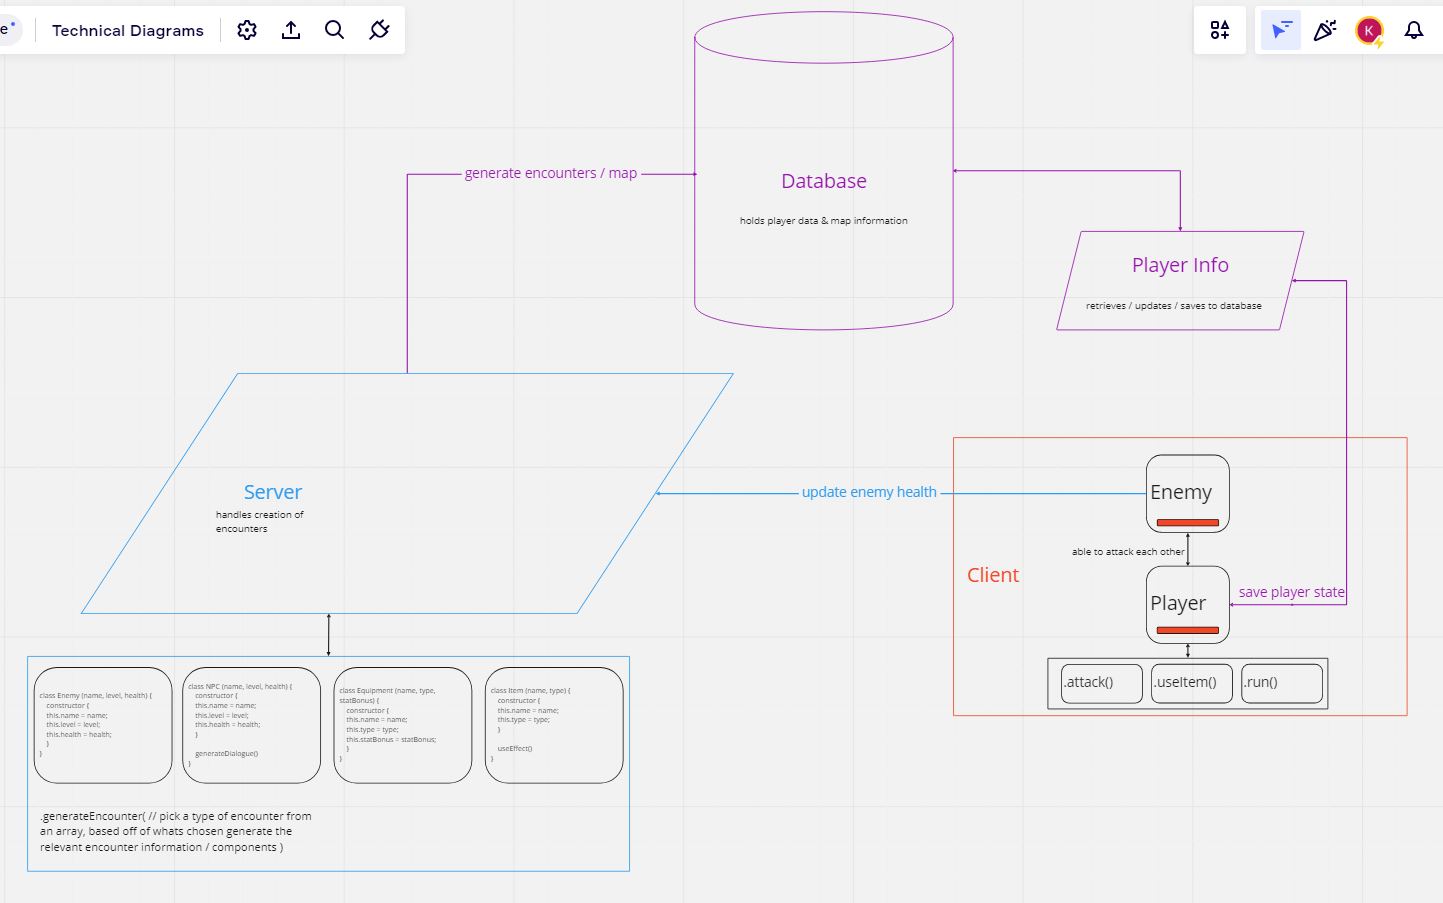 e
Technical Diagrams
K
generate encounters / map
Database
holds player data & map information
Player Info
retrieves / updates / saves to database
Server
handles creation of
encounters
update enemy health
Client
Enemy
able to attack each other
Player
save player state
.attack()
.useItem()
.run()
class Enemy (name, level, health) {
constructor {
this.name = name;
this.level = level;
this.health = health;
}
}
class NPC (name, level, health) {
constructor {
this.name = name;
this.level = level;
this.health = health;
}
generateDialogue()
}
class Equipment (name, type,
statBonus) {
constructor {
this.name = name;
this.type = type;
this.statBonus = statBonus;
}
}
class Item (name, type) {
constructor {
this.name = name;
this.type = type;
}
useEffect()
}
.generateEncounter( // pick a type of encounter from
an array, based off of whats chosen generate the
relevant encounter information / components )